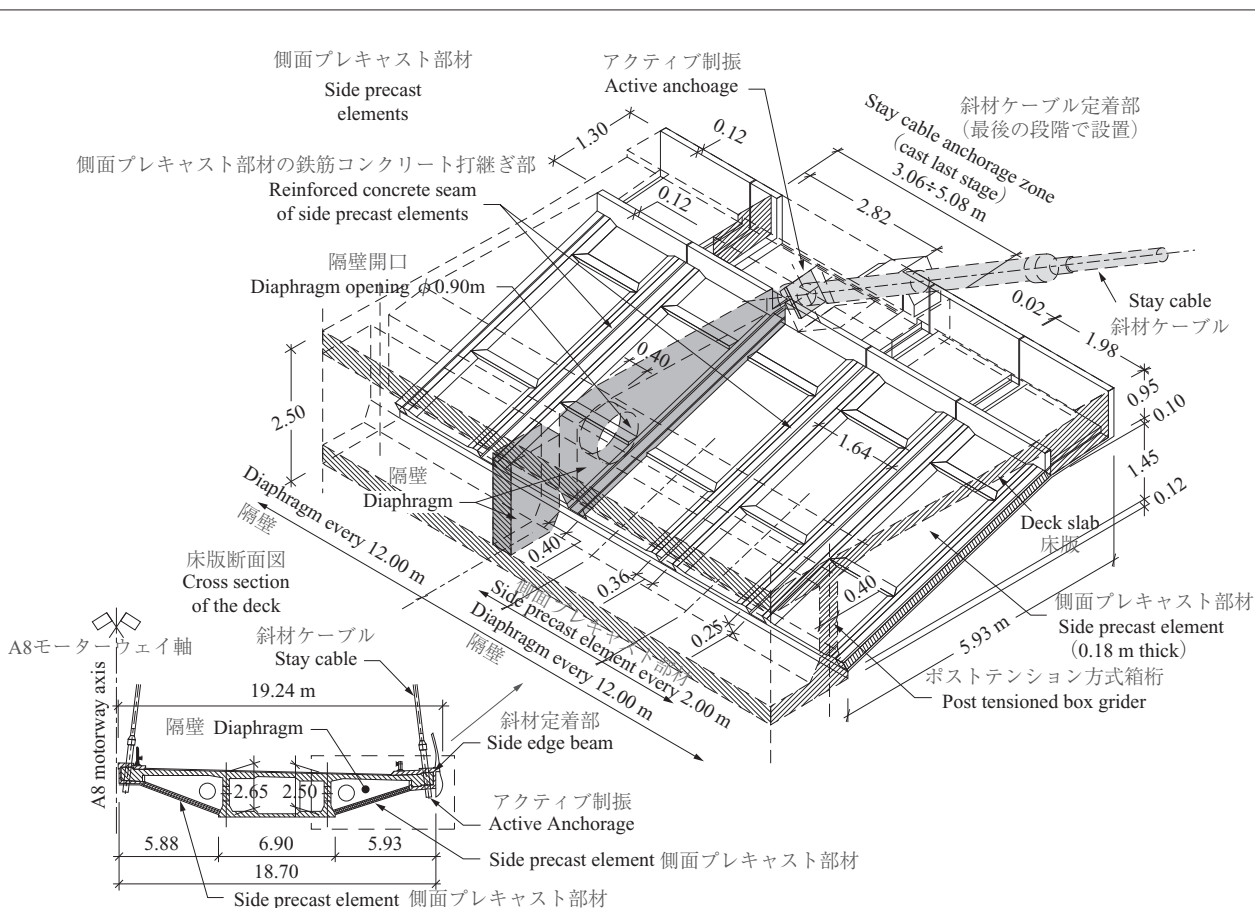 側面プレキャスト部材
Side precast
elements
アクティブ制振
Active anchoage
斜材ケーブル定着部
（最後の段階で設置）
Stay cable anchorage zone
(cast last stage)
3.06÷5.08 m
1.30
0.12
側面プレキャスト部材の鉄筋コンクリート打継ぎ部
Reinforced concrete seam
of side precast elements
0.12
2.82
隔壁開口
Diaphragm opening ϕ0.90m
0.02
Stay cable
斜材ケーブル
1.98
0.40
0.95
0.10
2.50
1.64
1.45
0.12
隔壁
Diaphragm
Diaphragm every 12.00 m
隔壁
Deck slab
床版
0.40
0.36
0.40
床版断面図
Cross section
of the deck
側面プレキャスト部材
Side precast element every 2.00 m
Diaphragm every 12.00 m
隔壁
0.25
5.93 m
側面プレキャスト部材
Side precast element
（0.18 m thick）
ポストテンション方式箱桁
Post tensioned box grider
A8モーターウェイ軸
斜材ケーブル
Stay cable
19.24 m
隔壁 Diaphragm
斜材定着部
Side edge beam
A8 motorway axis
2.65
2.50
アクティブ制振
Active Anchorage
5.88
6.90
5.93
Side precast element 側面プレキャスト部材
18.70
Side precast element 側面プレキャスト部材